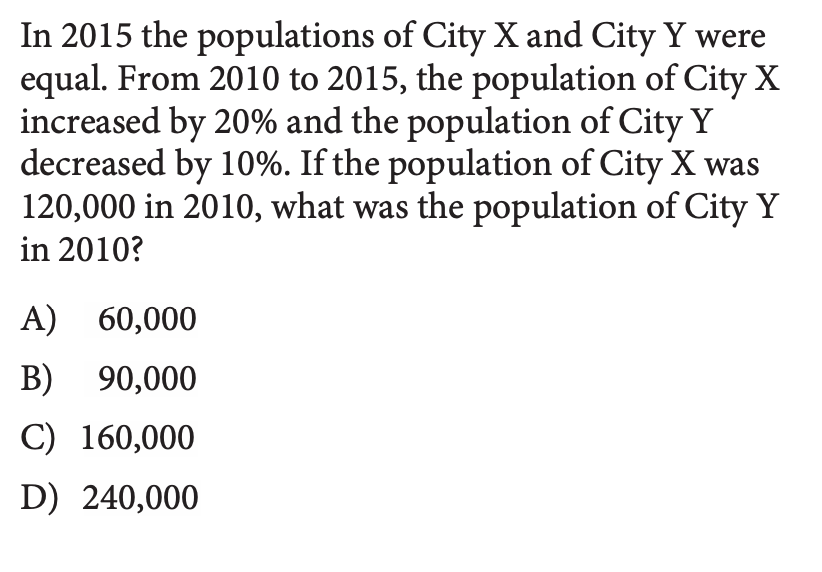 In 2015 the populations of City X and City Y were
equal. From 2010 to 2015, the population of City X
increased by 20% and the population of City Y
decreased by 10%. If the population of City X was
120,000 in 2010, what was the population of City Y
in 2010?
A) 60,000
B) 90,000
C) 160,000
D) 240,000